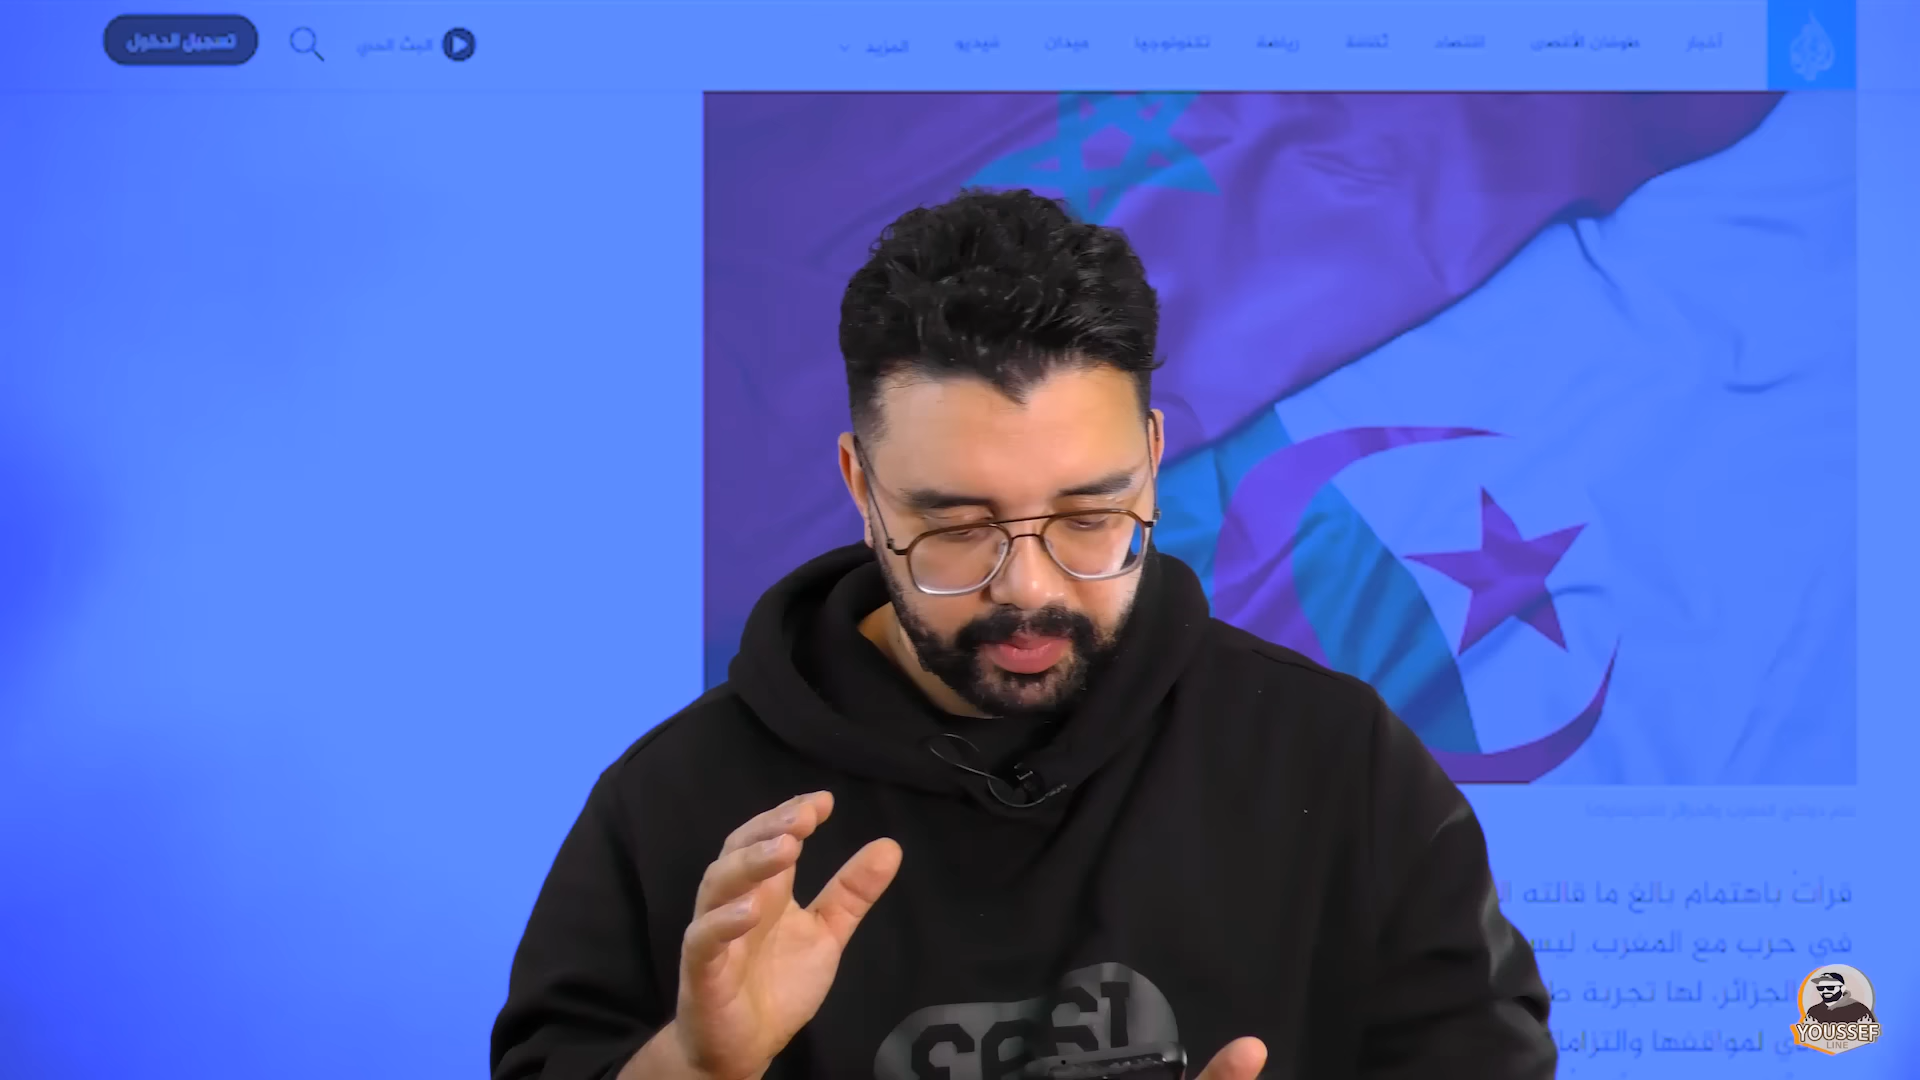 أخبار
طوفان الأقصى
اقتصاد
ثقافة
رياضة
تكنولوجيا
ميدان
فيديو
المزيد
البث الحي
تسجيل الدخول
قرأت باهتمام بالغ ما قالته
في حرب مع المغرب. ليس
الجزائر، لها تجربة
لمواقفها والتزاما
YOUSSEF
LINE